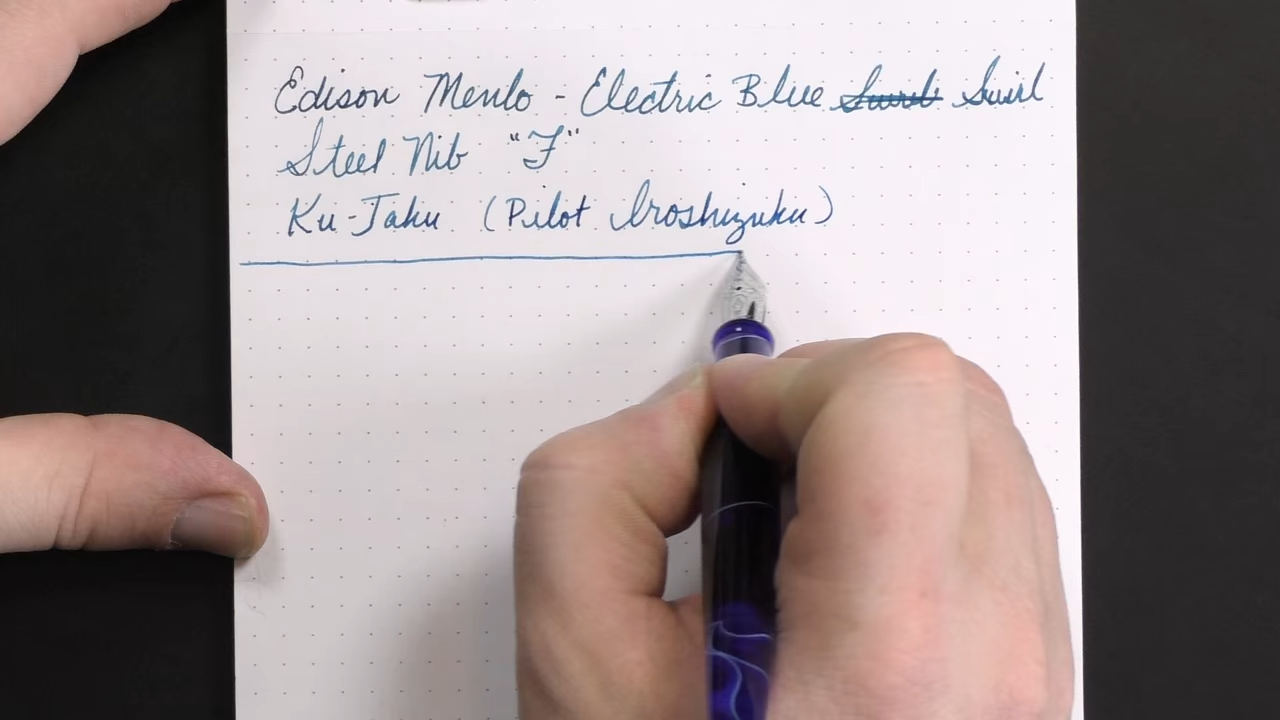 Edison Menlo - Electric Blue Swirl
Steel Nib "F"
Ku-Jaku (Pilot Iroshizuku)